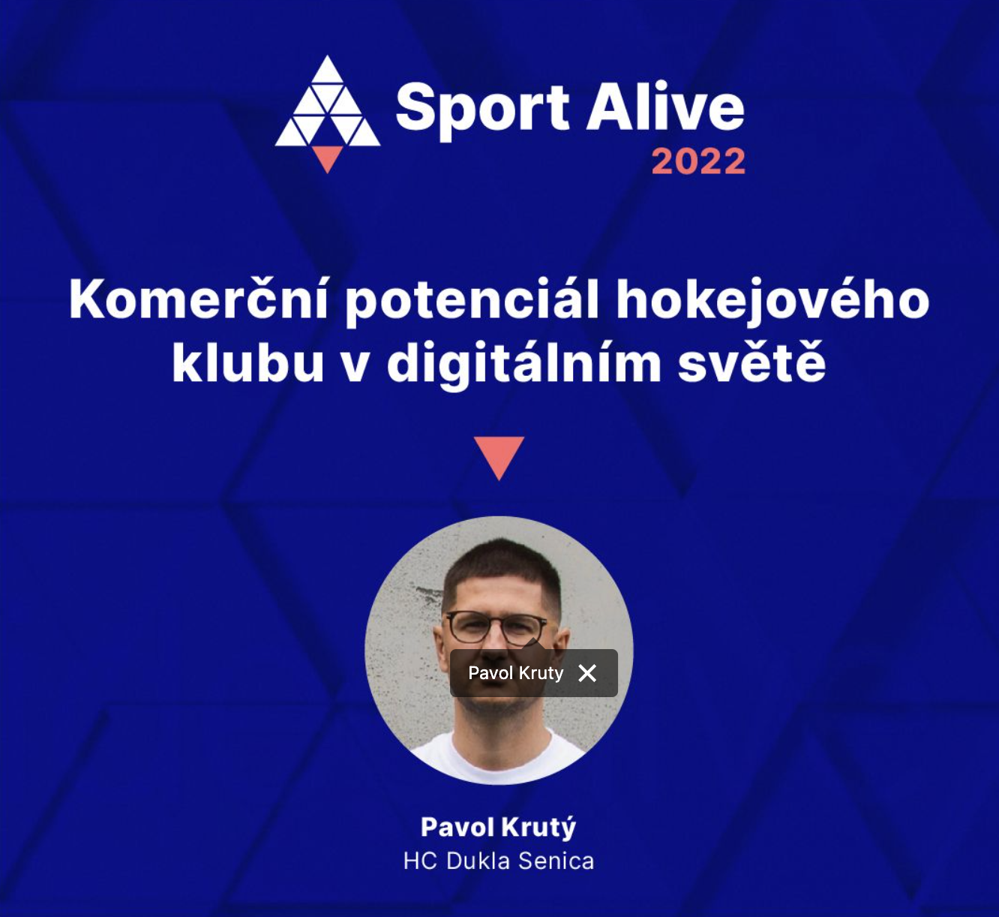 Sport Alive
2022
Komerční potenciál hokejového
klubu v digitálním světě
Pavol Kruty
Pavol Krutý
HC Dukla Senica